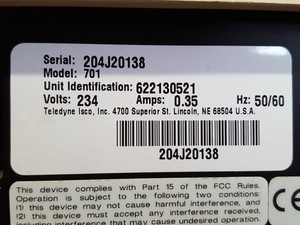 Serial: 204J20138
Model: 701
Unit Identification: 622130521
Volts: 234 Amps: 0.35 Hz: 50/60
Teledyne Isco, Inc. 4700 Superior St. Lincoln, NE 68504 U.S.A.
204J20138
This device complies with Part 15 of the FCC Rules.
Operation is subject to the following two conditions:
(1) this device may not cause harmful interference, and
(2) this device must accept any interference
CE